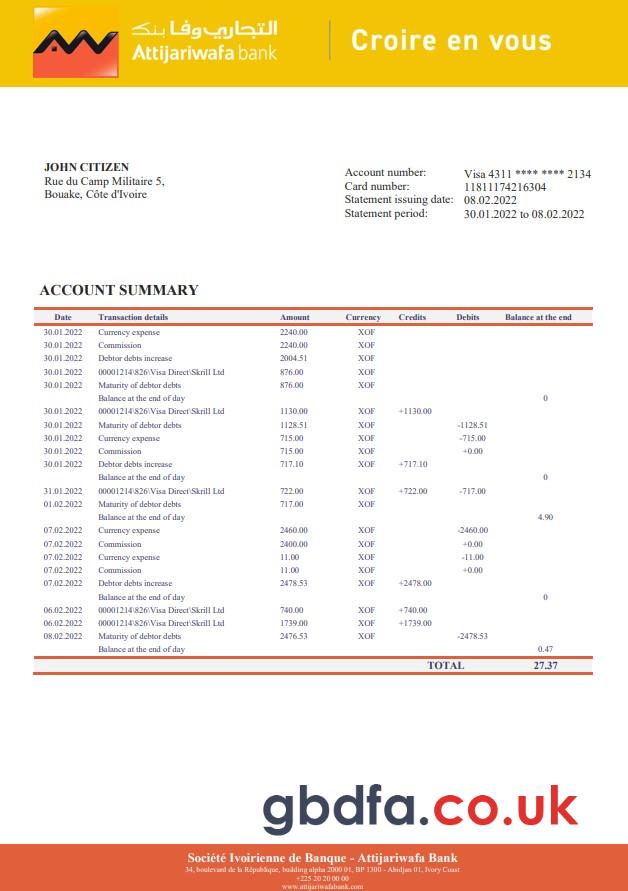 التجاري وفا بنك
Attijariwafa bank
Croire en vous
JOHN CITIZEN
Rue du Camp Militaire 5,
Bouake, Côte d'Ivoire
Account number: Visa 4311 **** **** 2134
Card number: 11811174216304
Statement issuing date: 08.02.2022
Statement period: 30.01.2022 to 08.02.2022
ACCOUNT SUMMARY
Date Transaction details Amount Currency Credits Debits Balance at the end
30.01.2022 Currency expense 2240.00 XOF
30.01.2022 Commission 2240.00 XOF
30.01.2022 Debtor debts increase 2004.51 XOF
30.01.2022 00001214\826\Visa Direct\Skrill Ltd 876.00 XOF
30.01.2022 Maturity of debtor debts 876.00 XOF
Balance at the end of day 0
30.01.2022 00001214\826\Visa Direct\Skrill Ltd 1130.00 XOF +1130.00
30.01.2022 Maturity of debtor debts 1128.51 XOF -1128.51
30.01.2022 Currency expense 715.00 XOF -715.00
30.01.2022 Commission 715.00 XOF +0.00
30.01.2022 Debtor debts increase 717.10 XOF +717.10
Balance at the end of day 0
31.01.2022 00001214\826\Visa Direct\Skrill Ltd 722.00 XOF +722.00 -717.00
01.02.2022 Maturity of debtor debts 717.00 XOF
Balance at the end of day 4.90
07.02.2022 Currency expense 2460.00 XOF -2460.00
07.02.2022 Commission 2400.00 XOF +0.00
07.02.2022 Currency expense 11.00 XOF -11.00
07.02.2022 Commission 11.00 XOF +0.00
07.02.2022 Debtor debts increase 2478.53 XOF +2478.00
Balance at the end of day 0
06.02.2022 00001214\826\Visa Direct\Skrill Ltd 740.00 XOF +740.00
06.02.2022 00001214\826\Visa Direct\Skrill Ltd 1739.00 XOF +1739.00
08.02.2022 Maturity of debtor debts 2476.53 XOF -2478.53
Balance at the end of day 0.47
TOTAL 27.37
gbdfa.co.uk
Société Ivoirienne de Banque - Attijariwafa Bank
34, boulevard de la République, building alpha 2000 01, BP 1300 - Abidjan 01, Ivory Coast
+225 20 20 00 00
www.attijariwafabank.com